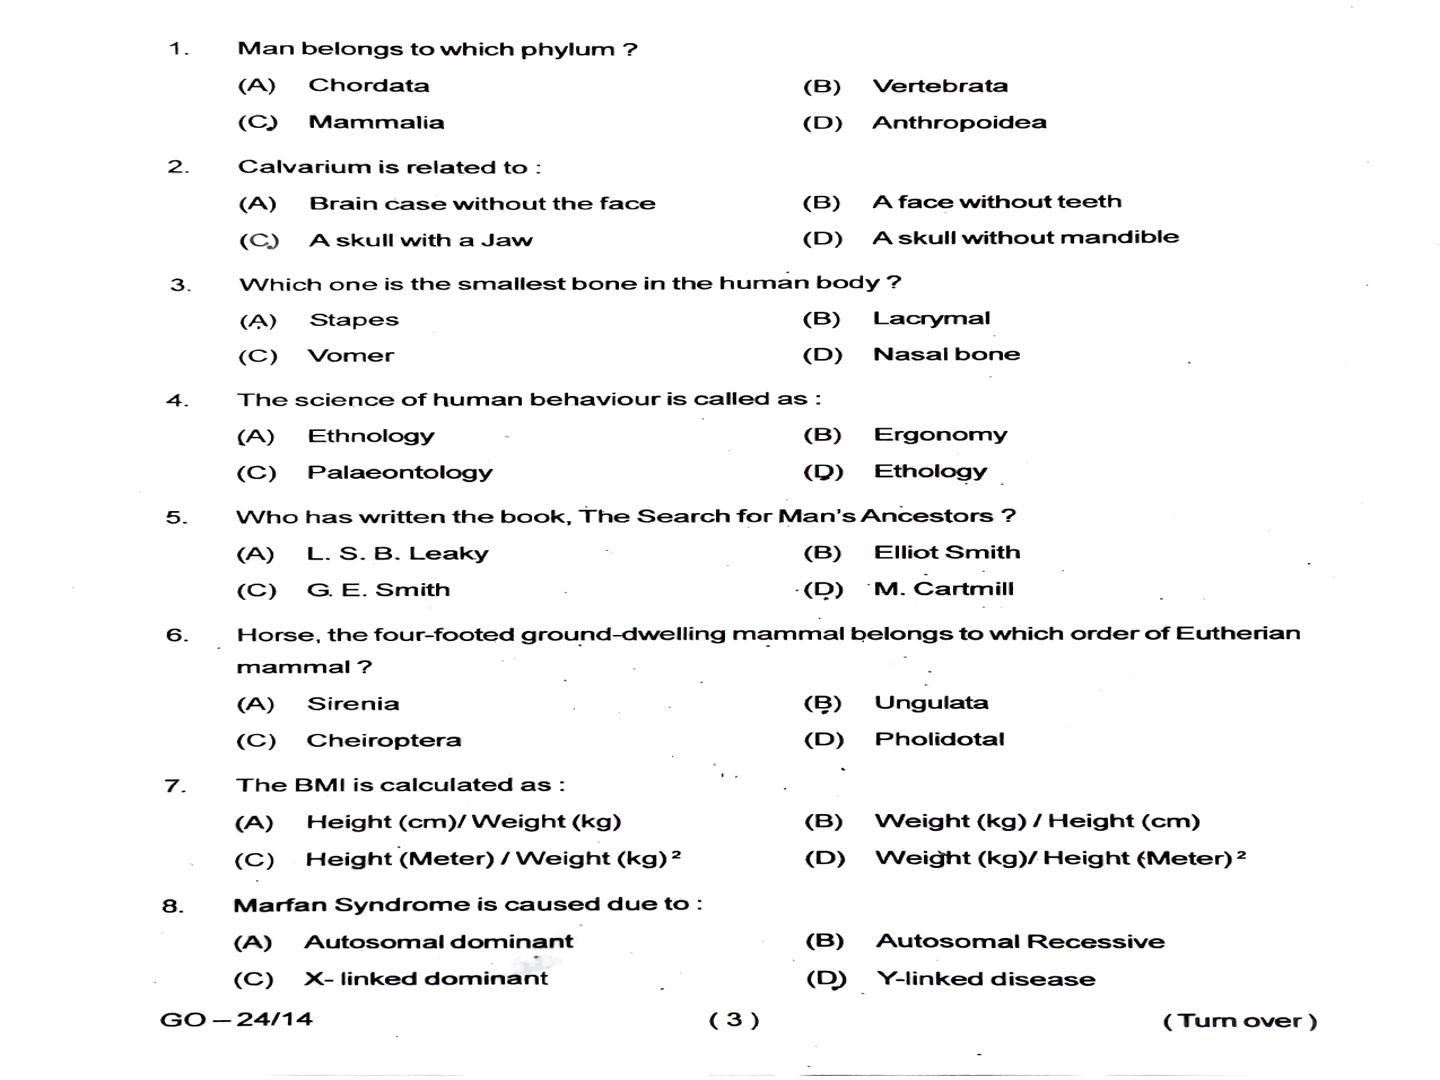 1. Man belongs to which phylum ?
(A) Chordata (B) Vertebrata
(C) Mammalia (D) Anthropoidea
2. Calvarium is related to :
(A) Brain case without the face (B) A face without teeth
(C) A skull with a Jaw (D) A skull without mandible
3. Which one is the smallest bone in the human body ?
(A) Stapes (B) Lacrymal
(C) Vomer (D) Nasal bone
4. The science of human behaviour is called as :
(A) Ethnology (B) Ergonomy
(C) Palaeontology (D) Ethology
5. Who has written the book, The Search for Man's Ancestors ?
(A) L. S. B. Leaky (B) Elliot Smith
(C) G. E. Smith (D) M. Cartmill
6. Horse, the four-footed ground-dwelling mammal belongs to which order of Eutherian
mammal ?
(A) Sirenia (B) Ungulata
(C) Cheiroptera (D) Pholidotal
7. The BMI is calculated as :
(A) Height (cm)/ Weight (kg) (B) Weight (kg) / Height (cm)
(C) Height (Meter) / Weight (kg) ² (D) Weight (kg)/ Height (Meter) ²
8. Marfan Syndrome is caused due to :
(A) Autosomal dominant (B) Autosomal Recessive
(C) X- linked dominant (D) Y-linked disease
GO – 24/14 ( 3 ) ( Turn over )